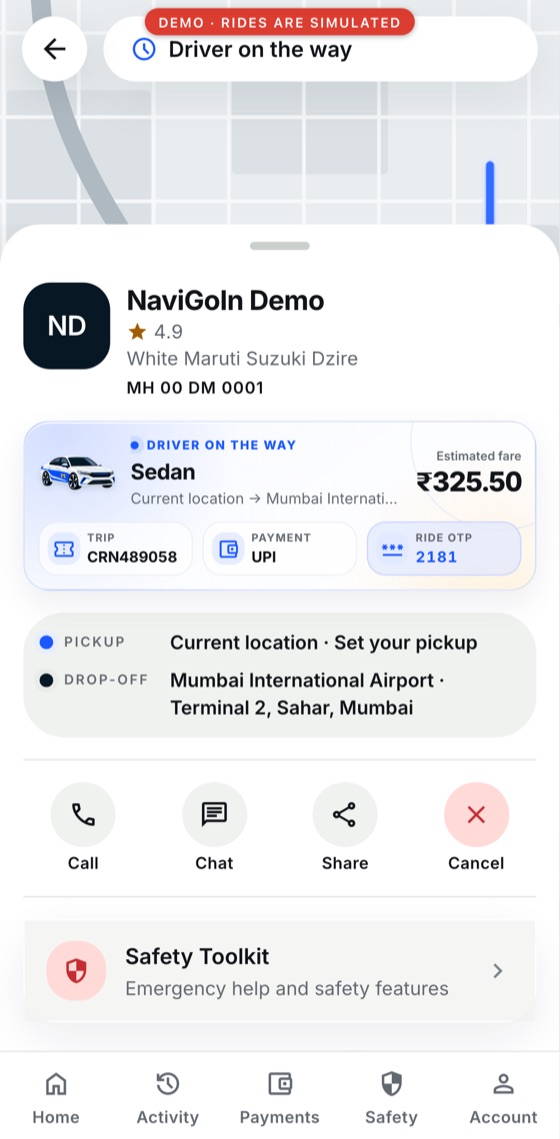 DEMO · RIDES ARE SIMULATED
Driver on the way
ND
NaviGoIn Demo
4.9
White Maruti Suzuki Dzire
MH 00 DM 0001
DRIVER ON THE WAY
Sedan
Current location → Mumbai Internati...
Estimated fare
₹325.50
TRIP
CRN489058
PAYMENT
UPI
RIDE OTP
2181
PICKUP
Current location · Set your pickup
DROP-OFF
Mumbai International Airport ·
Terminal 2, Sahar, Mumbai
Call
Chat
Share
Cancel
Safety Toolkit
Emergency help and safety features
Home
Activity
Payments
Safety
Account